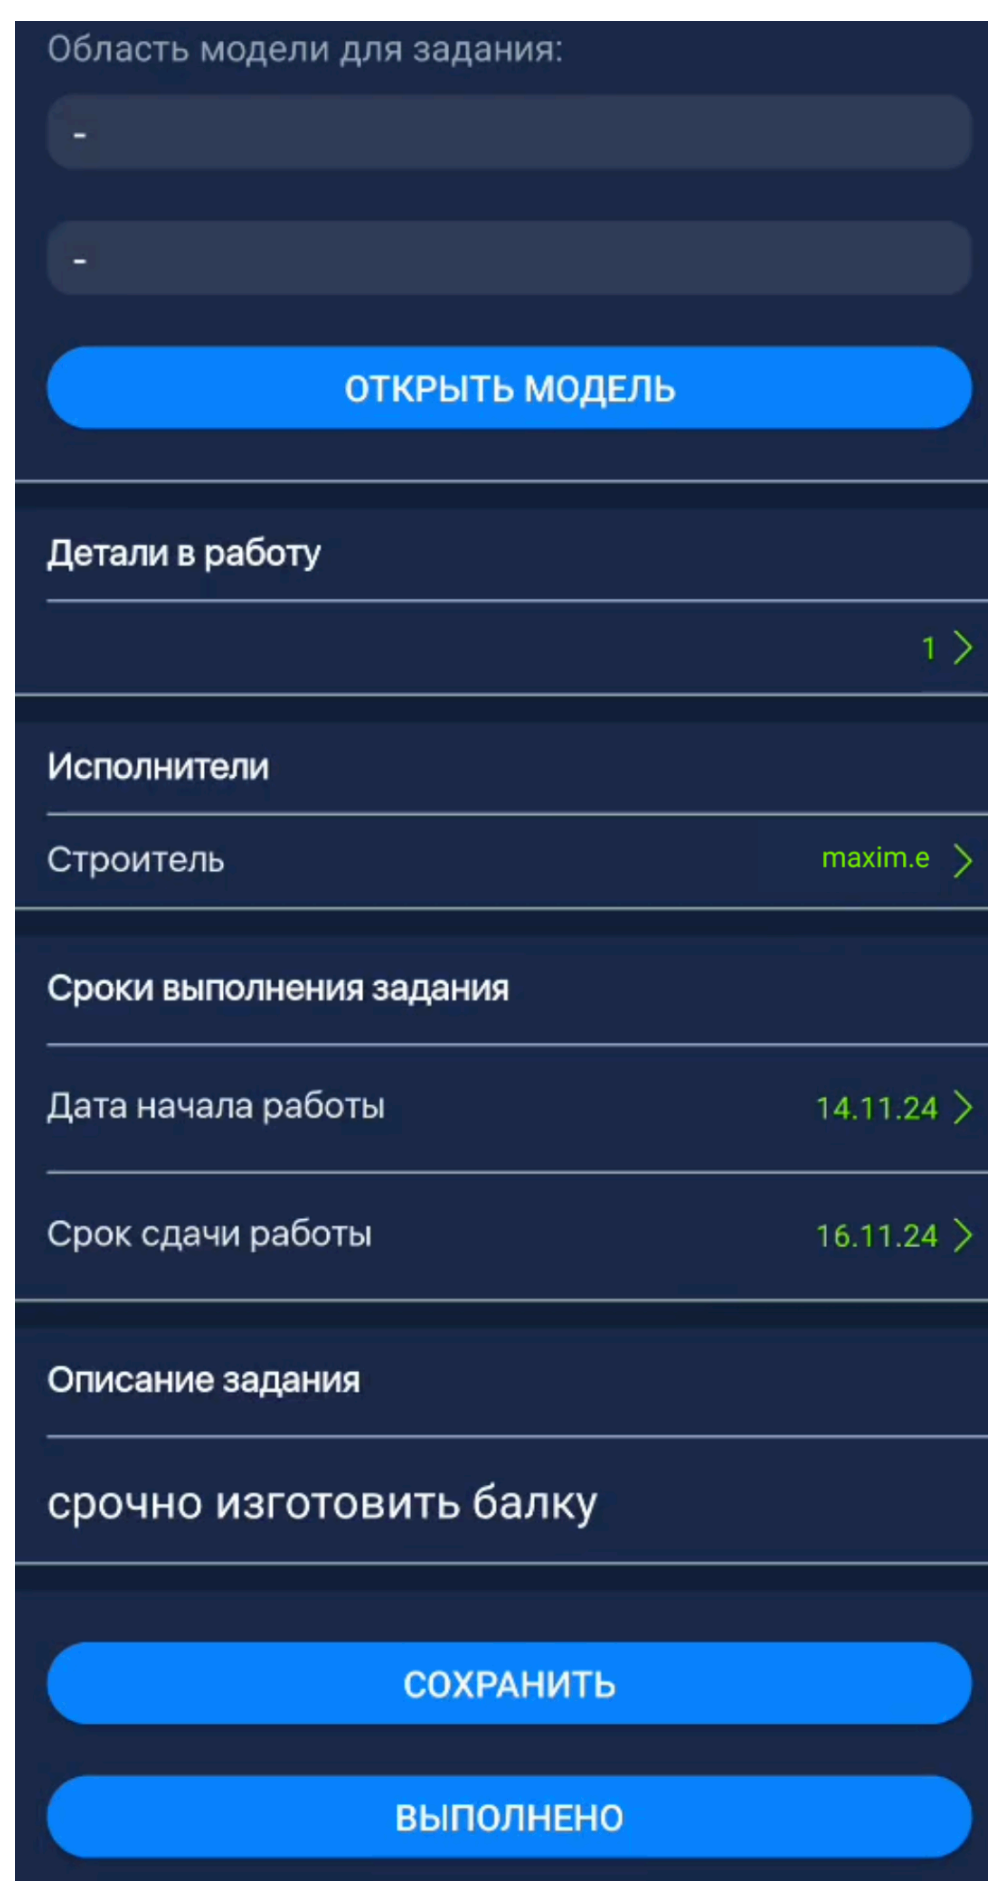 Область модели для задания:
-
-
ОТКРЫТЬ МОДЕЛЬ
Детали в работу
1
Исполнители
Строитель maxim.e
Сроки выполнения задания
Дата начала работы 14.11.24
Срок сдачи работы 16.11.24
Описание задания
срочно изготовить балку
СОХРАНИТЬ
ВЫПОЛНЕНО